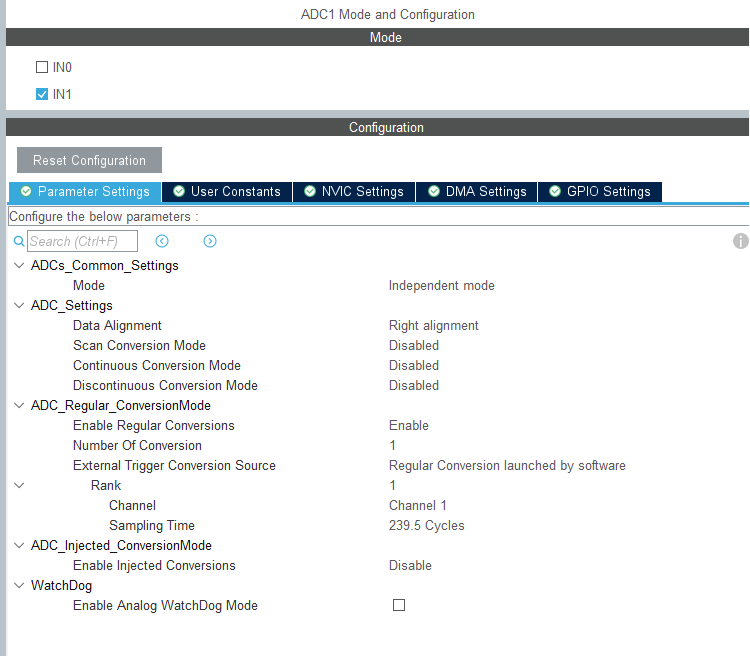 ADC1 Mode and Configuration
Mode
IN0
IN1
Configuration
Reset Configuration
Parameter Settings User Constants NVIC Settings DMA Settings GPIO Settings
Configure the below parameters :
Search (Ctrl+F)
ADCs_Common_Settings
Mode Independent mode
ADC_Settings
Data Alignment Right alignment
Scan Conversion Mode Disabled
Continuous Conversion Mode Disabled
Discontinuous Conversion Mode Disabled
ADC_Regular_ConversionMode
Enable Regular Conversions Enable
Number Of Conversion 1
External Trigger Conversion Source Regular Conversion launched by software
Rank 1
Channel Channel 1
Sampling Time 239.5 Cycles
ADC_Injected_ConversionMode
Enable Injected Conversions Disable
WatchDog
Enable Analog WatchDog Mode